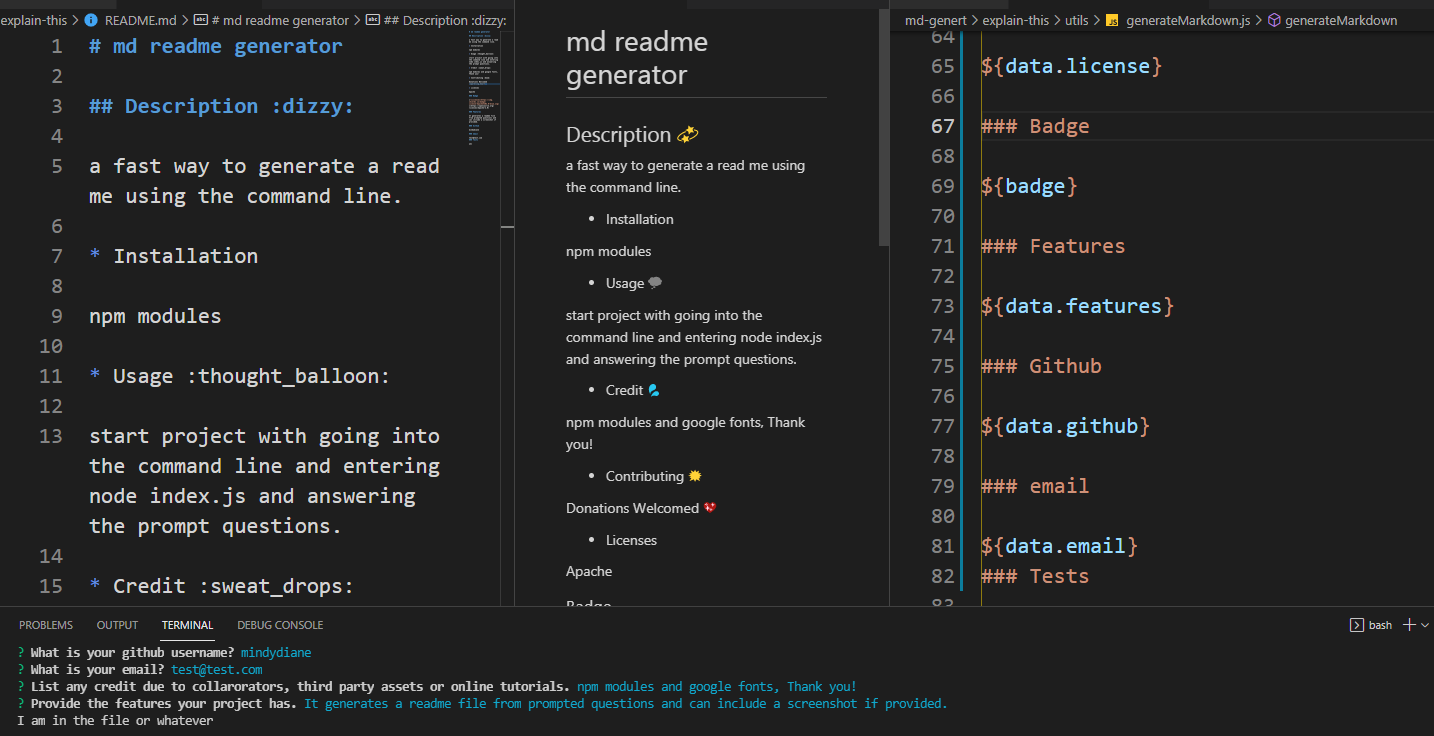 explain-this > README.md > # md readme generator > ## Description :dizzy:
1 # md readme generator
2
3 ## Description :dizzy:
4
5 a fast way to generate a read
me using the command line.
6
7 * Installation
8
9 npm modules
10
11 * Usage :thought_balloon:
12
13 start project with going into
the command line and entering
node index.js and answering
the prompt questions.
14
15 * Credit :sweat_drops:
md readme
generator
Description 💫
a fast way to generate a read me using
the command line.
• Installation
npm modules
• Usage 💭
start project with going into the
command line and entering node index.js
and answering the prompt questions.
• Credit 💦
npm modules and google fonts, Thank
you!
• Contributing
Donations Welcomed 💖
• Licenses
Apache
Badge
md-genert > explain-this > utils > JS generateMarkdown.js > generateMarkdown
64
65 ${data.license}
66
67 ### Badge
68
69 ${badge}
70
71 ### Features
72
73 ${data.features}
74
75 ### Github
76
77 ${data.github}
78
79 ### email
80
81 ${data.email}
82 ### Tests
83
PROBLEMS OUTPUT TERMINAL DEBUG CONSOLE bash
? What is your github username? mindydiane
? What is your email? test@test.com
? List any credit due to collarorators, third party assets or online tutorials. npm modules and google fonts, Thank you!
? Provide the features your project has. It generates a readme file from prompted questions and can include a screenshot if provided.
I am in the file or whatever